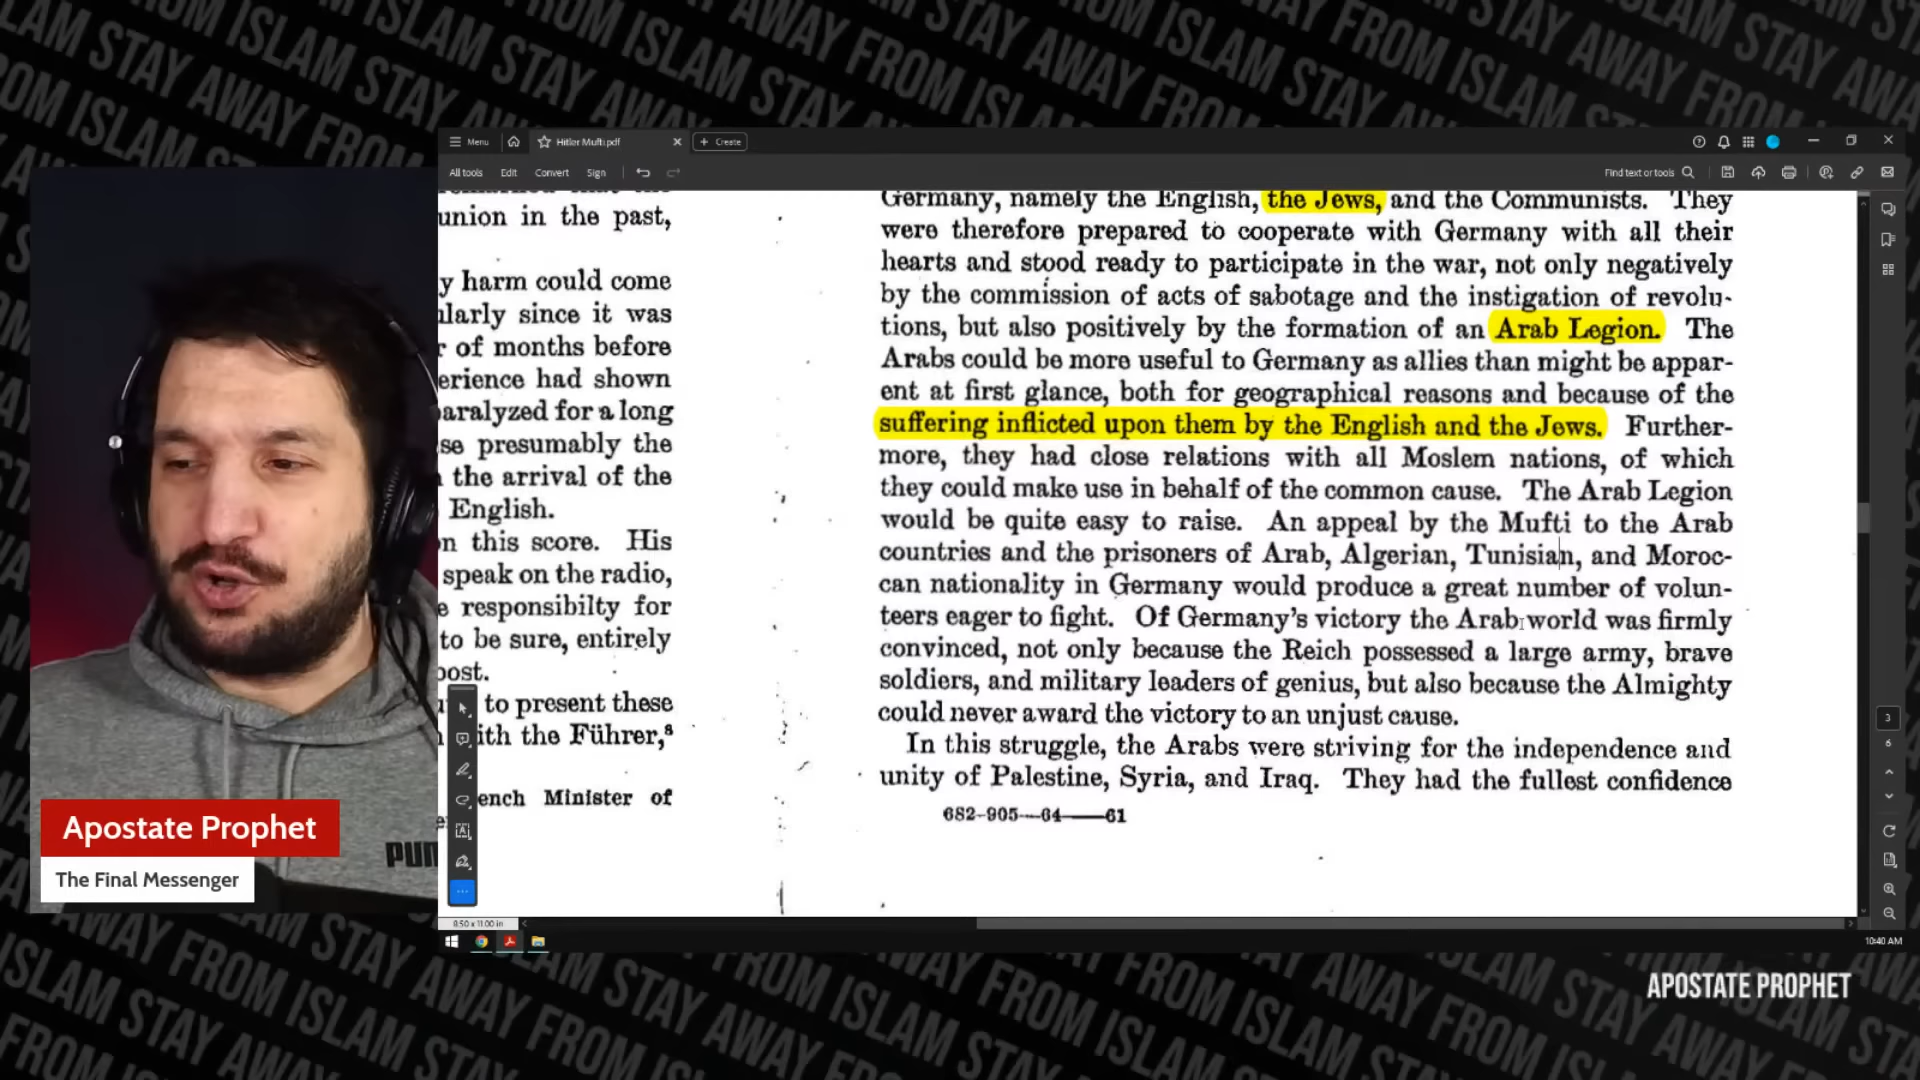 Menu
Hitler Mufti.pdf
Create
All tools
Edit
Convert
Sign
Find text or tools
union in the past,
y harm could come
ularly since it was
r of months before
erience had shown
paralyzed for a long
se presumably the
the arrival of the
English.
n this score. His
speak on the radio,
e responsibilty for
to be sure, entirely
post.
to present these
ith the Führer,⁸
ench Minister of
Germany, namely the English, the Jews, and the Communists. They
were therefore prepared to cooperate with Germany with all their
hearts and stood ready to participate in the war, not only negatively
by the commission of acts of sabotage and the instigation of revolu-
tions, but also positively by the formation of an Arab Legion. The
Arabs could be more useful to Germany as allies than might be appar-
ent at first glance, both for geographical reasons and because of the
suffering inflicted upon them by the English and the Jews. Further-
more, they had close relations with all Moslem nations, of which
they could make use in behalf of the common cause. The Arab Legion
would be quite easy to raise. An appeal by the Mufti to the Arab
countries and the prisoners of Arab, Algerian, Tunisian, and Moroc-
can nationality in Germany would produce a great number of volun-
teers eager to fight. Of Germany's victory the Arab world was firmly
convinced, not only because the Reich possessed a large army, brave
soldiers, and military leaders of genius, but also because the Almighty
could never award the victory to an unjust cause.
In this struggle, the Arabs were striving for the independence and
unity of Palestine, Syria, and Iraq. They had the fullest confidence
682-905—64——61
3
6
8.50 x 11.00 in
10:40 AM
Apostate Prophet
The Final Messenger
PUM
APOSTATE PROPHET
STAY AWAY FROM ISLAM